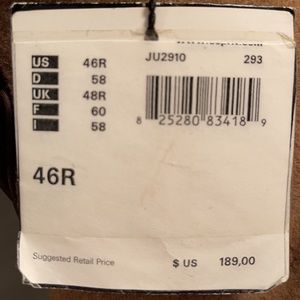 JU2910 293
US 46R
D 58
UK 48R
F 60
I 58
8 25280 83418 9
46R
Suggested Retail Price $ US 189,00